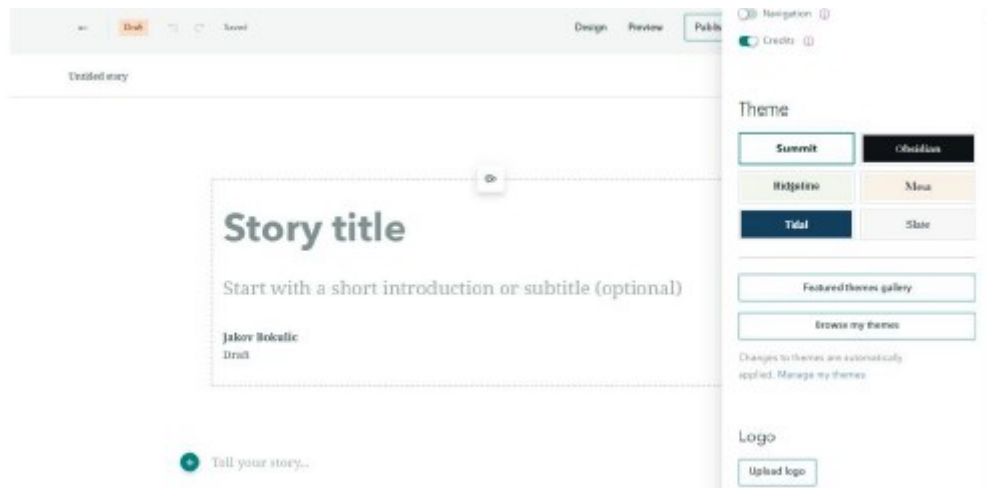 Draft Saved Design Preview
Untitled story
Story title
Start with a short introduction or subtitle (optional)
Jakov Bokulic
Draft
Tell your story...
Navigation
Credits
Theme
Summit Obsidian
Ridgeline Mesa
Tidal Slate
Featured themes gallery
Browse my themes
Changes to themes are automatically
applied. Manage my themes
Logo
Upload logo